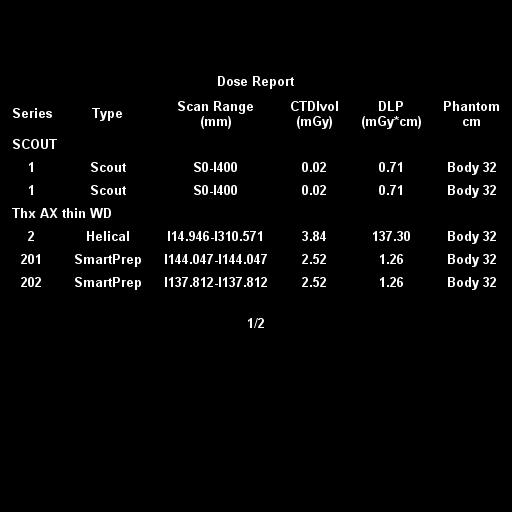 Dose Report
Series Type Scan Range (mm) CTDIvol (mGy) DLP (mGy*cm) Phantom cm
SCOUT
1 Scout S0-I400 0.02 0.71 Body 32
1 Scout S0-I400 0.02 0.71 Body 32
Thx AX thin WD
2 Helical I14.946-I310.571 3.84 137.30 Body 32
201 SmartPrep I144.047-I144.047 2.52 1.26 Body 32
202 SmartPrep I137.812-I137.812 2.52 1.26 Body 32
1/2